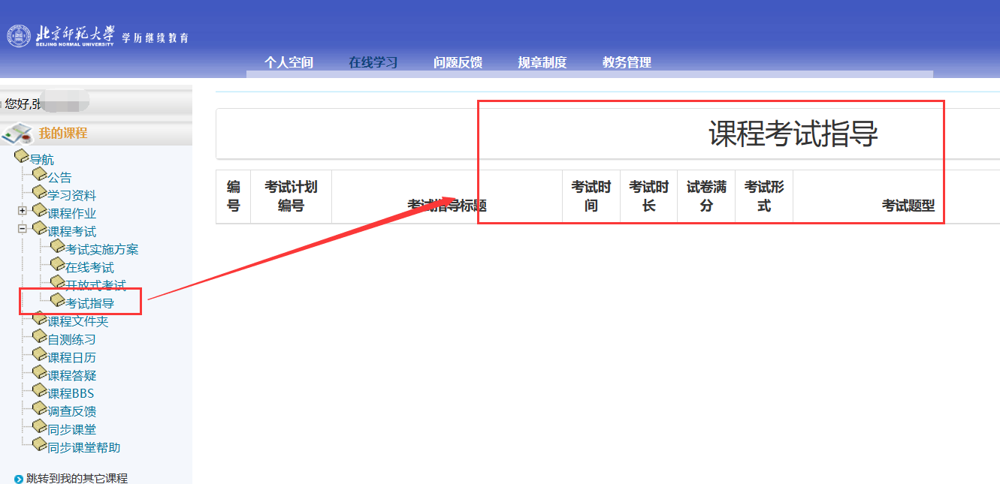 北京师范大学 学历继续教育
BEIJING NORMAL UNIVERSITY
个人空间 在线学习 问题反馈 规章制度 教务管理
您好,张
我的课程
导航
公告
学习资料
课程作业
课程考试
考试实施方案
在线考试
开放式考试
考试指导
课程文件夹
自测练习
课程日历
课程答疑
课程BBS
调查反馈
同步课堂
同步课堂帮助
跳转到我的其它课程
课程考试指导
编号 考试计划编号 考试指导标题 考试时间 考试时长 试卷满分 考试形式 考试题型